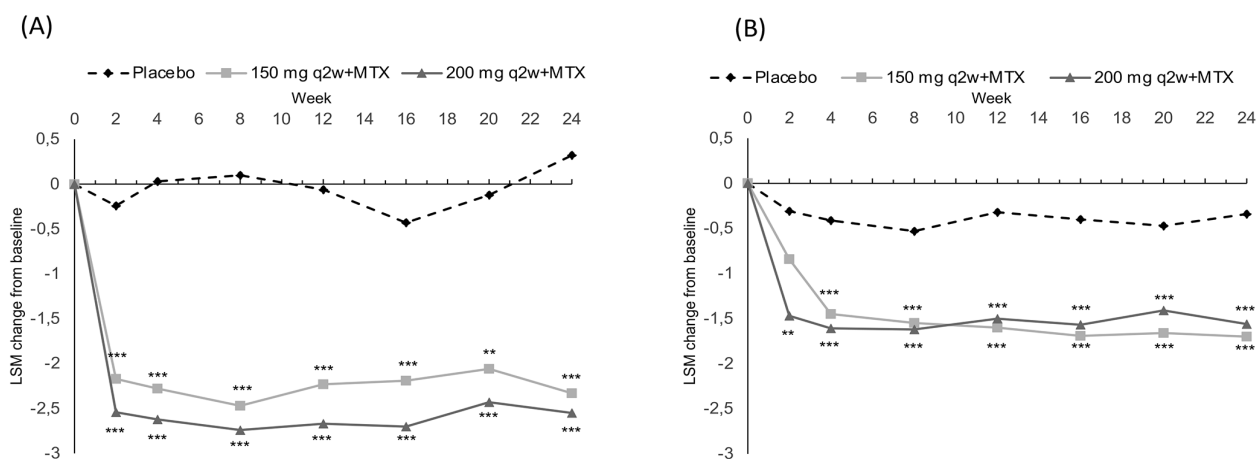 (A)
Placebo 150 mg q2w+MTX 200 mg q2w+MTX
Week
0 2 4 6 8 10 12 14 16 18 20 22 24
0,5
0
-0,5
-1
-1,5
-2
-2,5
-3
LSM change from baseline
*** *** *** *** *** ** ***
*** *** *** *** *** *** ***
(B)
Placebo 150 mg q2w+MTX 200 mg q2w+MTX
Week
0 2 4 6 8 10 12 14 16 18 20 22 24
0,5
0
-0,5
-1
-1,5
-2
-2,5
-3
LSM change from baseline
*** *** *** *** *** ***
** *** *** *** *** *** ***